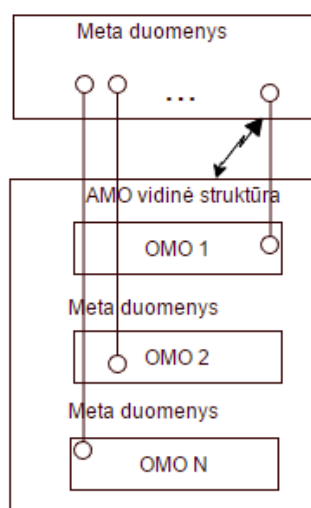 Meta duomenys
...
AMO vidinė struktūra
OMO 1
Meta duomenys
OMO 2
Meta duomenys
OMO N